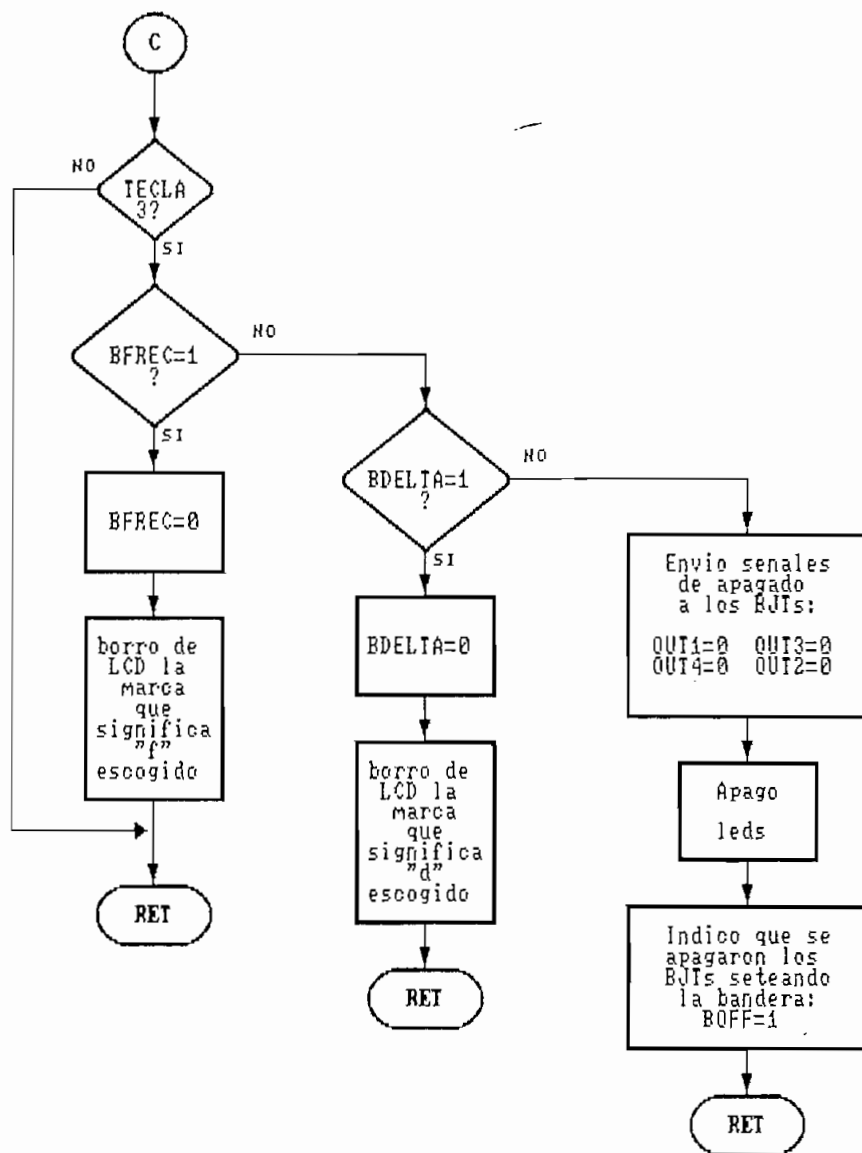 C
NO
TECLA
3?
SI
BFREC=1
?
NO
SI
BFREC=0
borro de
LCD la
marca
que
significa
"f"
escogido
RET
BDELTA=1
?
NO
SI
BDELTA=0
borro de
LCD la
marca
que
significa
"d"
escogido
RET
Envio senales
de apagado
a los BJTs:
OUT1=0 OUT3=0
OUT4=0 OUT2=0
Apago
leds
Indico que se
apagaron los
BJTs seteando
la bandera:
BOFF=1
RET